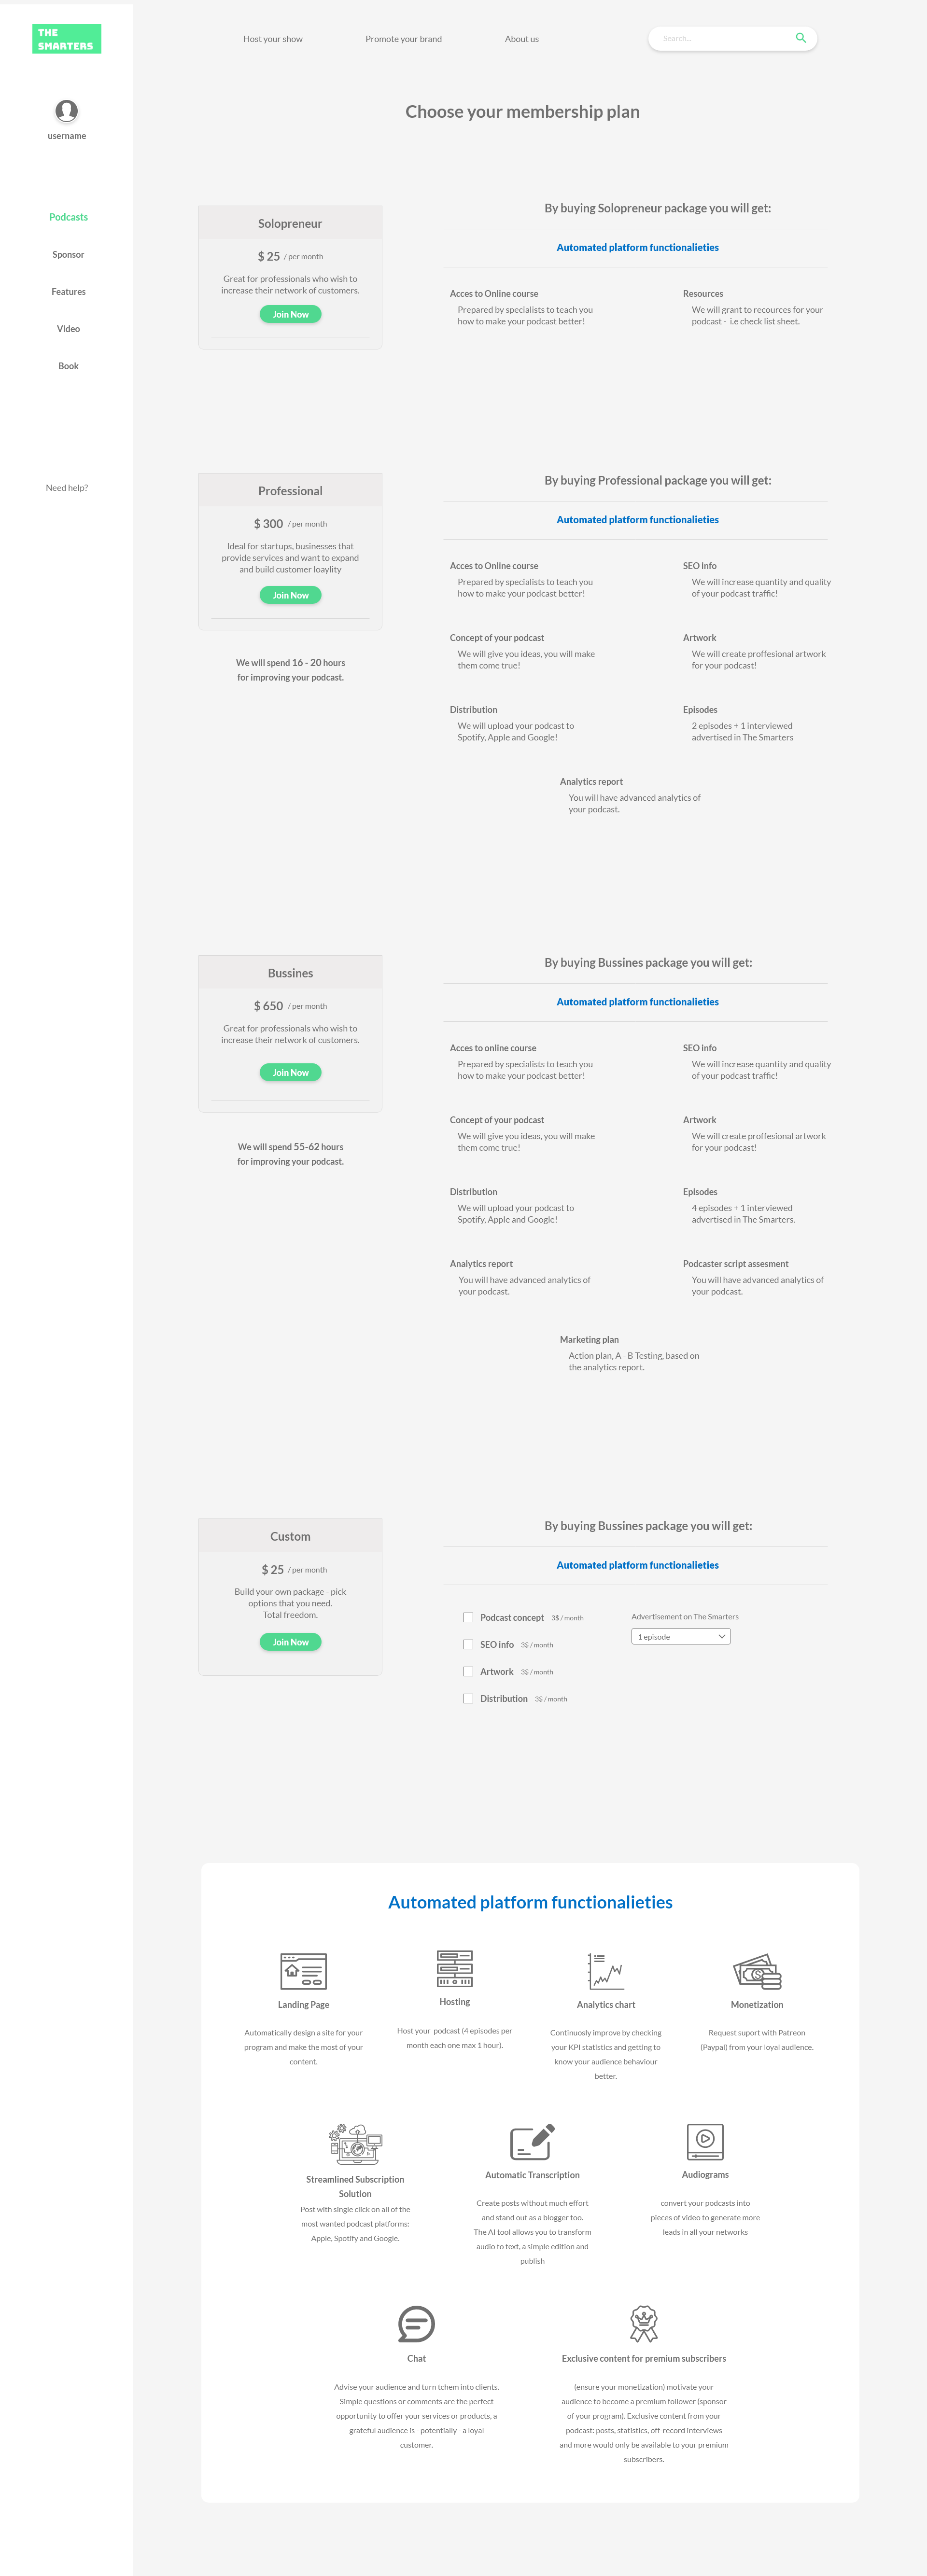 THE
SMARTERS
username
Podcasts
Sponsor
Features
Video
Book
Need help?
Host your show
Promote your brand
About us
Search...
Choose your membership plan
Solopreneur
$ 25 / per month
Great for professionals who wish to
increase their network of customers.
Join Now
By buying Solopreneur package you will get:
Automated platform functionalieties
Acces to Online course
Prepared by specialists to teach you
how to make your podcast better!
Resources
We will grant to recources for your
podcast - i.e check list sheet.
Professional
$ 300 / per month
Ideal for startups, businesses that
provide services and want to expand
and build customer loaylity
Join Now
We will spend 16 - 20 hours
for improving your podcast.
By buying Professional package you will get:
Automated platform functionalieties
Acces to Online course
Prepared by specialists to teach you
how to make your podcast better!
SEO info
We will increase quantity and quality
of your podcast traffic!
Concept of your podcast
We will give you ideas, you will make
them come true!
Artwork
We will create proffesional artwork
for your podcast!
Distribution
We will upload your podcast to
Spotify, Apple and Google!
Episodes
2 episodes + 1 interviewed
advertised in The Smarters
Analytics report
You will have advanced analytics of
your podcast.
Bussines
$ 650 / per month
Great for professionals who wish to
increase their network of customers.
Join Now
We will spend 55-62 hours
for improving your podcast.
By buying Bussines package you will get:
Automated platform functionalieties
Acces to online course
Prepared by specialists to teach you
how to make your podcast better!
SEO info
We will increase quantity and quality
of your podcast traffic!
Concept of your podcast
We will give you ideas, you will make
them come true!
Artwork
We will create proffesional artwork
for your podcast!
Distribution
We will upload your podcast to
Spotify, Apple and Google!
Episodes
4 episodes + 1 interviewed
advertised in The Smarters.
Analytics report
You will have advanced analytics of
your podcast.
Podcaster script assesment
You will have advanced analytics of
your podcast.
Marketing plan
Action plan, A - B Testing, based on
the analytics report.
Custom
$ 25 / per month
Build your own package - pick
options that you need.
Total freedom.
Join Now
By buying Bussines package you will get:
Automated platform functionalieties
Podcast concept 3$ / month
SEO info 3$ / month
Artwork 3$ / month
Distribution 3$ / month
Advertisement on The Smarters
1 episode
Automated platform functionalieties
Landing Page
Automatically design a site for your
program and make the most of your
content.
Hosting
Host your podcast (4 episodes per
month each one max 1 hour).
Analytics chart
Continuosly improve by checking
your KPI statistics and getting to
know your audience behaviour
better.
Monetization
Request suport with Patreon
(Paypal) from your loyal audience.
Streamlined Subscription
Solution
Post with single click on all of the
most wanted podcast platforms:
Apple, Spotify and Google.
Automatic Transcription
Create posts without much effort
and stand out as a blogger too.
The AI tool allows you to transform
audio to text, a simple edition and
publish
Audiograms
convert your podcasts into
pieces of video to generate more
leads in all your networks
Chat
Advise your audience and turn tchem into clients.
Simple questions or comments are the perfect
opportunity to offer your services or products, a
grateful audience is - potentially - a loyal
customer.
Exclusive content for premium subscribers
(ensure your monetization) motivate your
audience to become a premium follower (sponsor
of your program). Exclusive content from your
podcast: posts, statistics, off-record interviews
and more would only be available to your premium
subscribers.